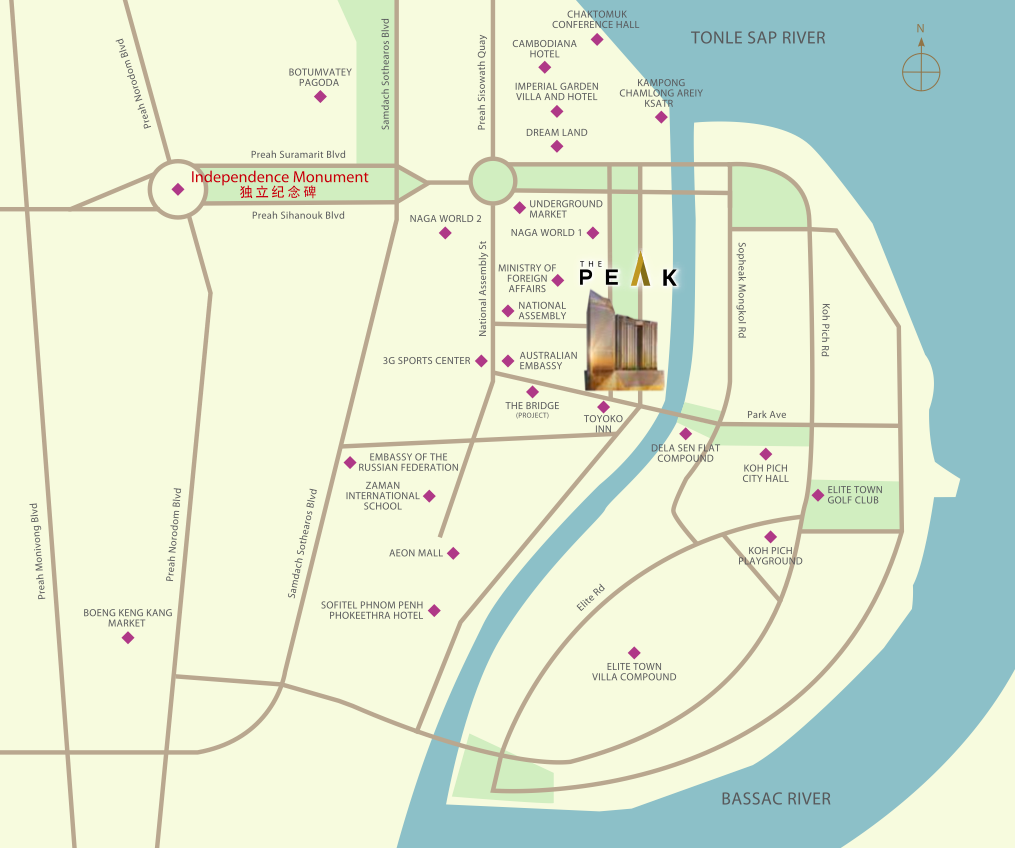 CHAKTOMUK
CONFERENCE HALL
TONLE SAP RIVER
N
CAMBODIANA
HOTEL
Preah Norodom Blvd
Samdach Sothearos Blvd
Preah Sisowath Quay
BOTUMVATEY
PAGODA
IMPERIAL GARDEN
VILLA AND HOTEL
KAMPONG
CHAMLONG AREIY
KSATR
DREAM LAND
Preah Suramarit Blvd
Independence Monument
独立纪念碑
Preah Sihanouk Blvd
NAGA WORLD 2
UNDERGROUND
MARKET
NAGA WORLD 1
National Assembly St
MINISTRY OF
FOREIGN
AFFAIRS
THE
PEAK
Sopheak Mongkol Rd
Koh Pich Rd
NATIONAL
ASSEMBLY
3G SPORTS CENTER
AUSTRALIAN
EMBASSY
THE BRIDGE
(PROJECT)
TOYOKO
INN
Park Ave
DELA SEN FLAT
COMPOUND
KOH PICH
CITY HALL
EMBASSY OF THE
RUSSIAN FEDERATION
ZAMAN
INTERNATIONAL
SCHOOL
ELITE TOWN
GOLF CLUB
Preah Monivong Blvd
Preah Norodom Blvd
Samdach Sothearos Blvd
AEON MALL
KOH PICH
PLAYGROUND
Elite Rd
SOFITEL PHNOM PENH
PHOKEETHRA HOTEL
BOENG KENG KANG
MARKET
ELITE TOWN
VILLA COMPOUND
BASSAC RIVER